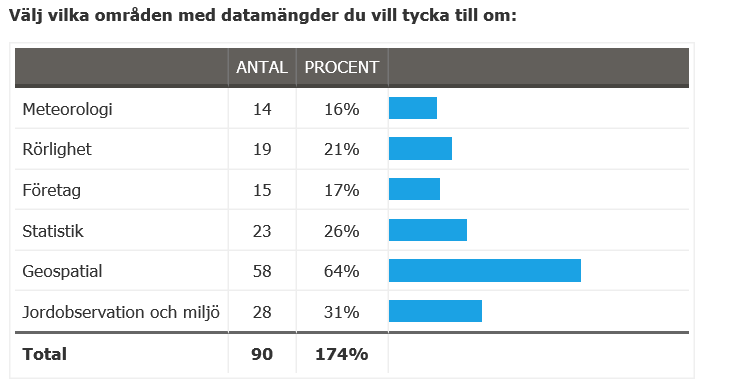 Välj vilka områden med datamängder du vill tycka till om:
ANTAL PROCENT
Meteorologi 14 16%
Rörlighet 19 21%
Företag 15 17%
Statistik 23 26%
Geospatial 58 64%
Jordobservation och miljö 28 31%
Total 90 174%